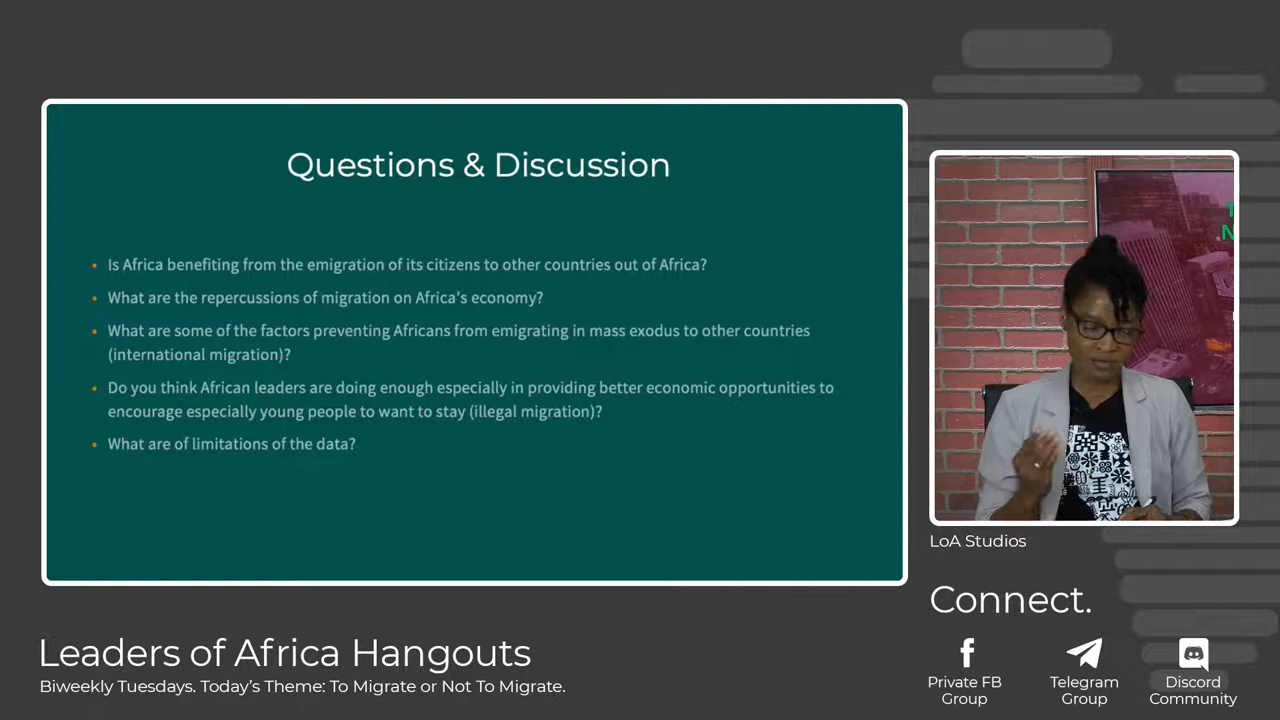 Questions & Discussion
Is Africa benefiting from the emigration of its citizens to other countries out of Africa?
What are the repercussions of migration on Africa's economy?
What are some of the factors preventing Africans from emigrating in mass exodus to other countries
(international migration)?
Do you think African leaders are doing enough especially in providing better economic opportunities to
encourage especially young people to want to stay (illegal migration)?
What are of limitations of the data?
LoA Studios
Connect.
Private FB
Group
Telegram
Group
Discord
Community
Leaders of Africa Hangouts
Biweekly Tuesdays. Today's Theme: To Migrate or Not To Migrate.